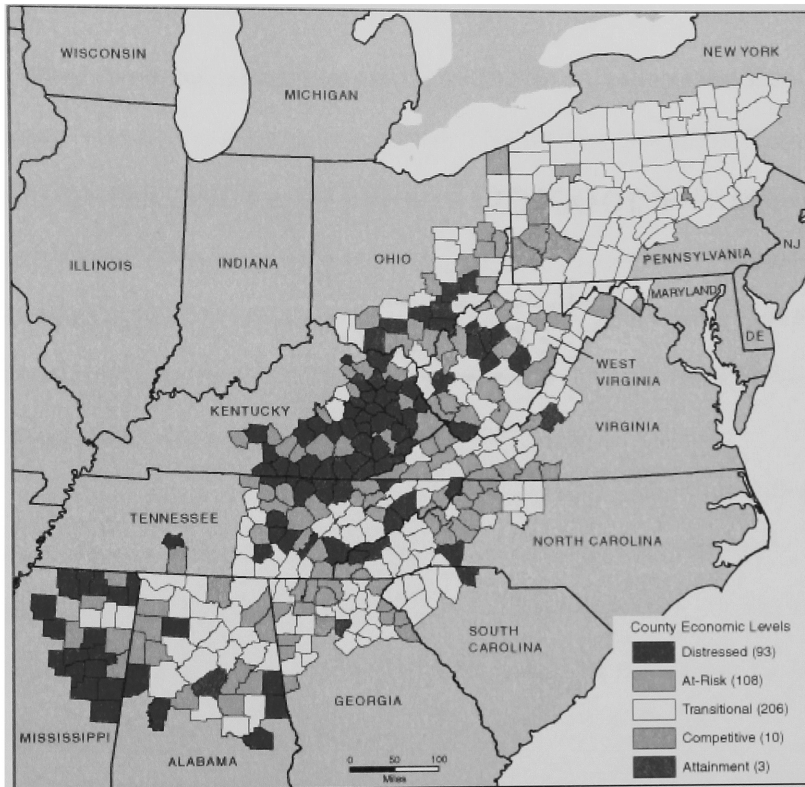 WISCONSIN
MICHIGAN
NEW YORK
ILLINOIS
INDIANA
OHIO
PENNSYLVANIA
NJ
MARYLAND
DE
WEST
VIRGINIA
KENTUCKY
VIRGINIA
TENNESSEE
NORTH CAROLINA
SOUTH
CAROLINA
MISSISSIPPI
ALABAMA
GEORGIA
0 50 100
Miles
County Economic Levels
Distressed (93)
At-Risk (108)
Transitional (206)
Competitive (10)
Attainment (3)